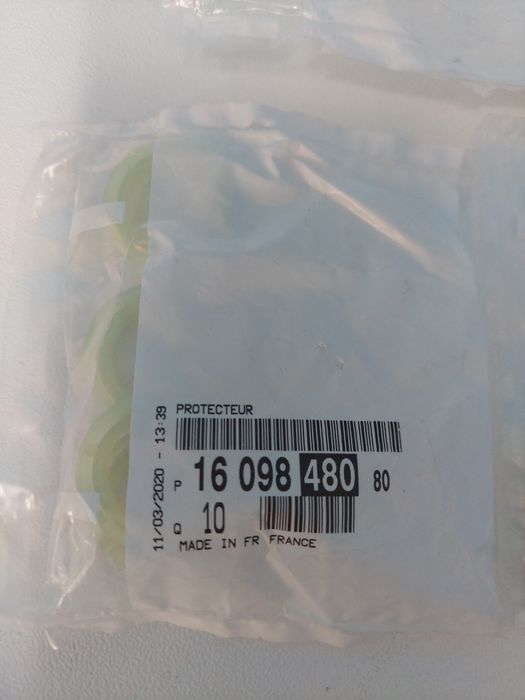 PROTECTEUR
P 16 098 480 80
Q 10
MADE IN FR FRANCE
11/03/2020 - 13:39